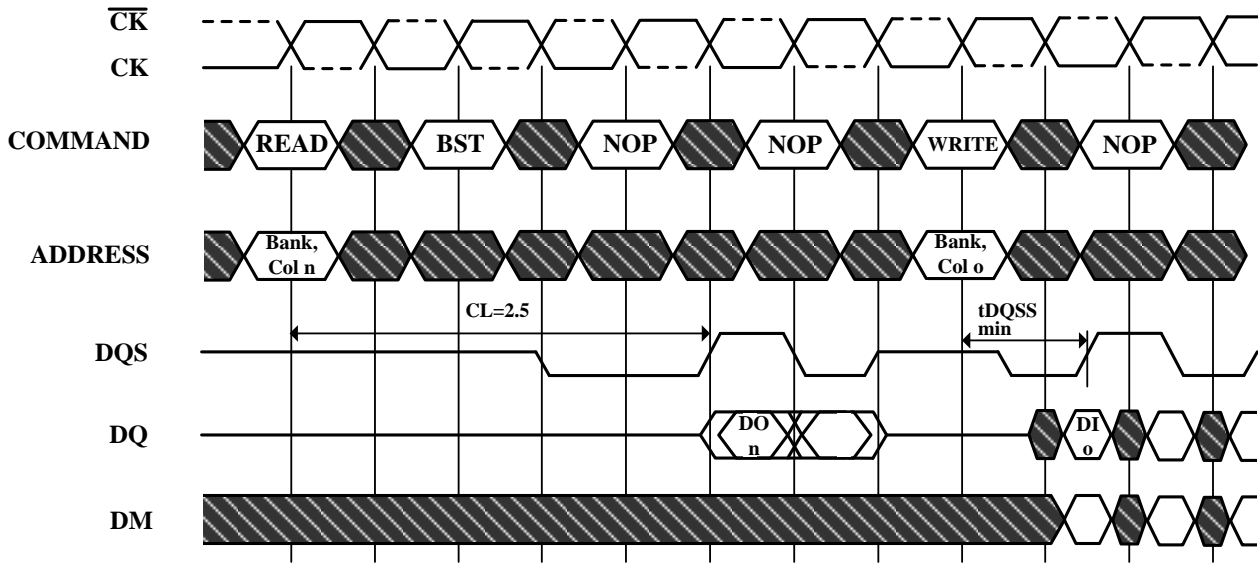 CK
CK
COMMAND
READ BST NOP NOP WRITE NOP
ADDRESS
Bank,
Col n
Bank,
Col o
CL=2.5
tDQSS
min
DQS
DQ
DO
n
DI
o
DM